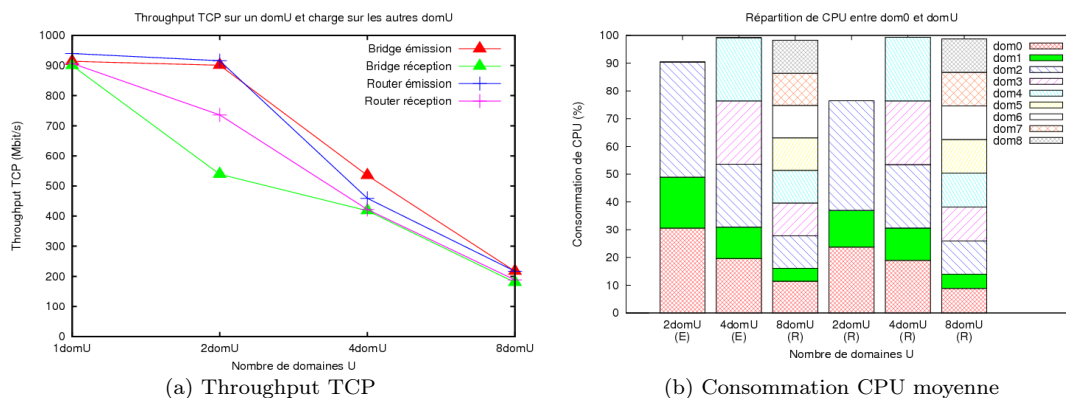 Throughput TCP sur un domU et charge sur les autres domU
Throughput TCP (Mbit/s)
1000
900
800
700
600
500
400
300
200
100
0
Bridge émission
Bridge réception
Router émission
Router réception
1domU 2domU 4domU 8domU
Nombre de domaines U
(a) Throughput TCP
Répartition de CPU entre dom0 et domU
Consommation de CPU (%)
100
90
80
70
60
50
40
30
20
10
0
dom0
dom1
dom2
dom3
dom4
dom5
dom6
dom7
dom8
2domU 4domU 8domU 2domU 4domU 8domU
(E) (E) (R) (R) (R) (R)
Nombre de domaines U
(b) Consommation CPU moyenne